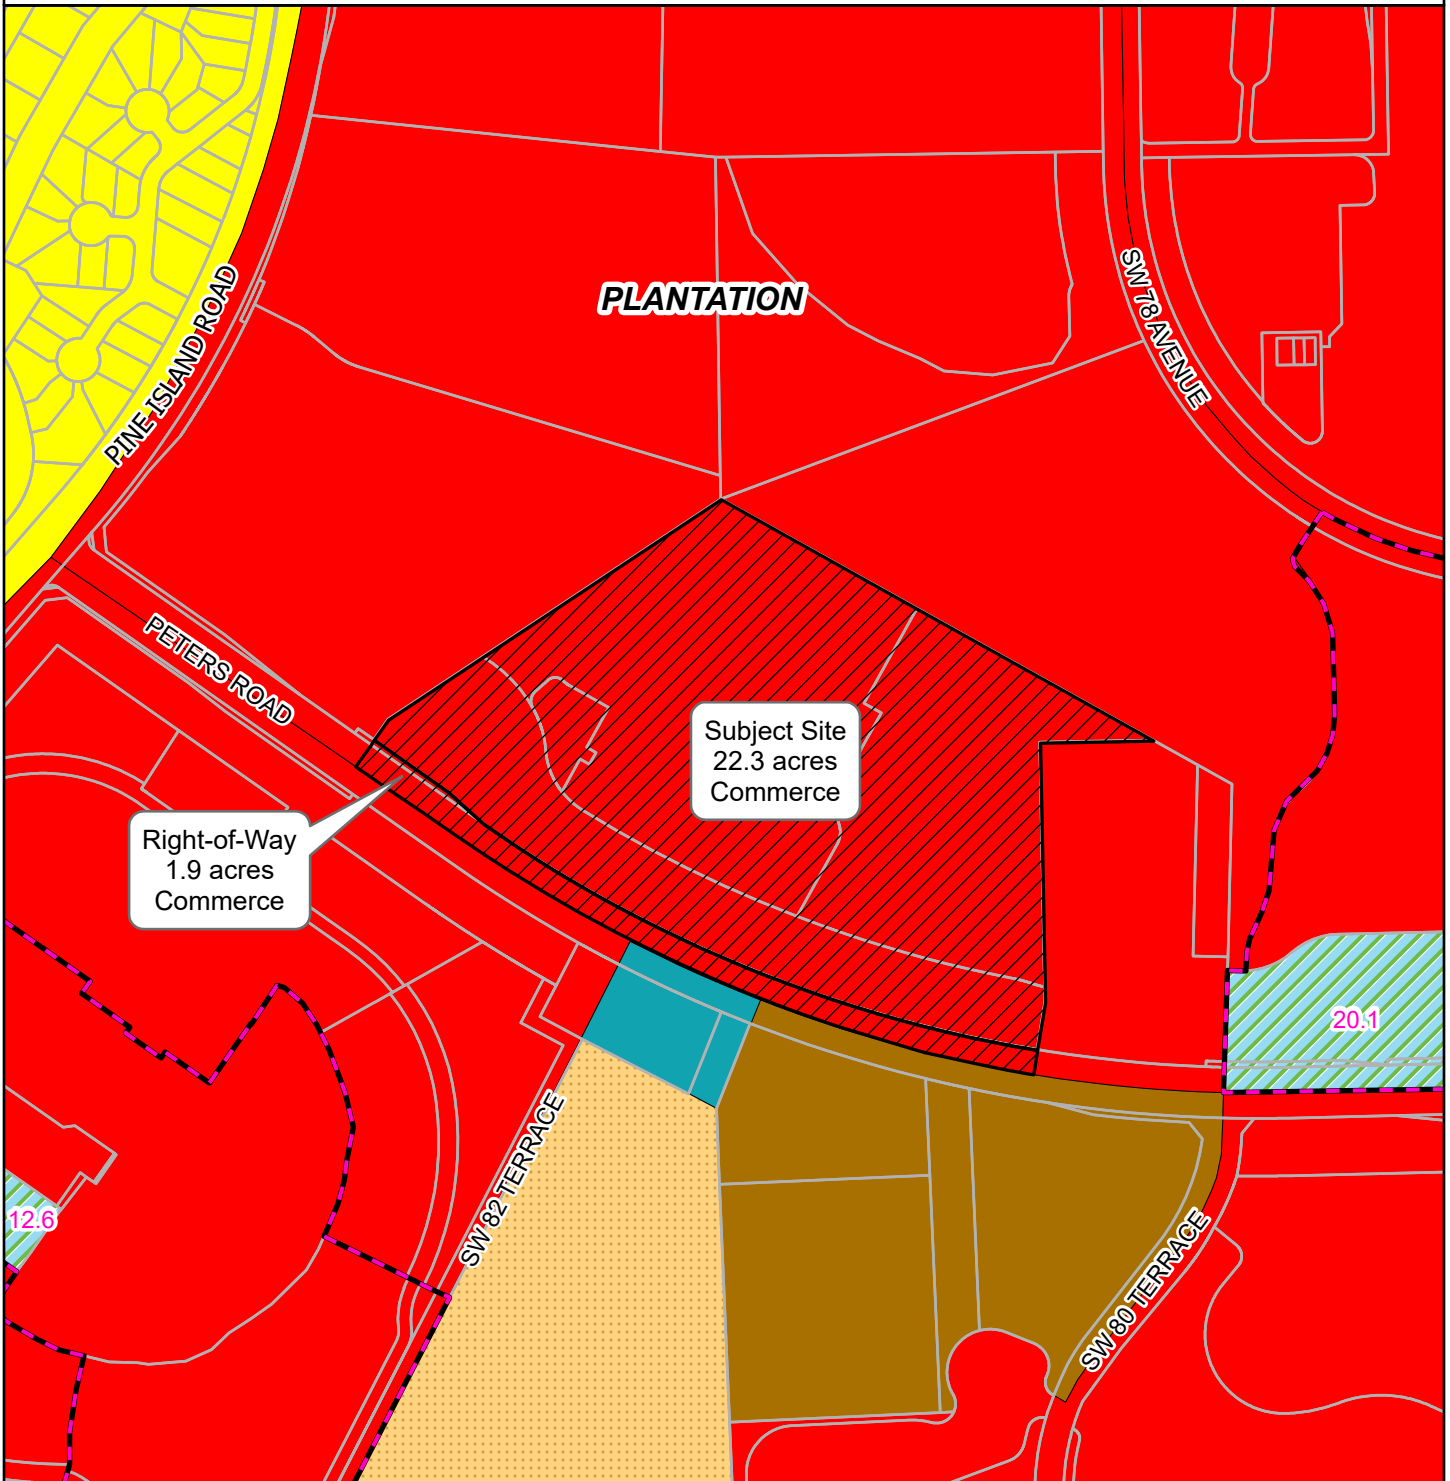 PLANTATION
SW 78 AVENUE
PINE ISLAND ROAD
PETERS ROAD
Subject Site
22.3 acres
Commerce
Right-of-Way
1.9 acres
Commerce
20.1
SW 82 TERRACE
12.6
SW 80 TERRACE